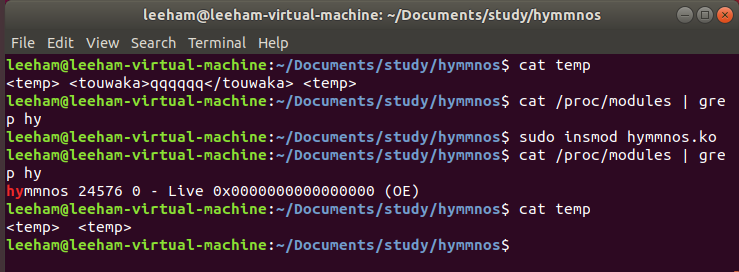 leeham@leeham-virtual-machine: ~/Documents/study/hymmnos
File Edit View Search Terminal Help
leeham@leeham-virtual-machine:~/Documents/study/hymmnos$ cat temp
<temp> <touwaka>qqqqqq</touwaka> <temp>
leeham@leeham-virtual-machine:~/Documents/study/hymmnos$ cat /proc/modules | gre
p hy
leeham@leeham-virtual-machine:~/Documents/study/hymmnos$ sudo insmod hymmnos.ko
leeham@leeham-virtual-machine:~/Documents/study/hymmnos$ cat /proc/modules | gre
p hy
hymmnos 24576 0 - Live 0x0000000000000000 (OE)
leeham@leeham-virtual-machine:~/Documents/study/hymmnos$ cat temp
<temp>  <temp>
leeham@leeham-virtual-machine:~/Documents/study/hymmnos$